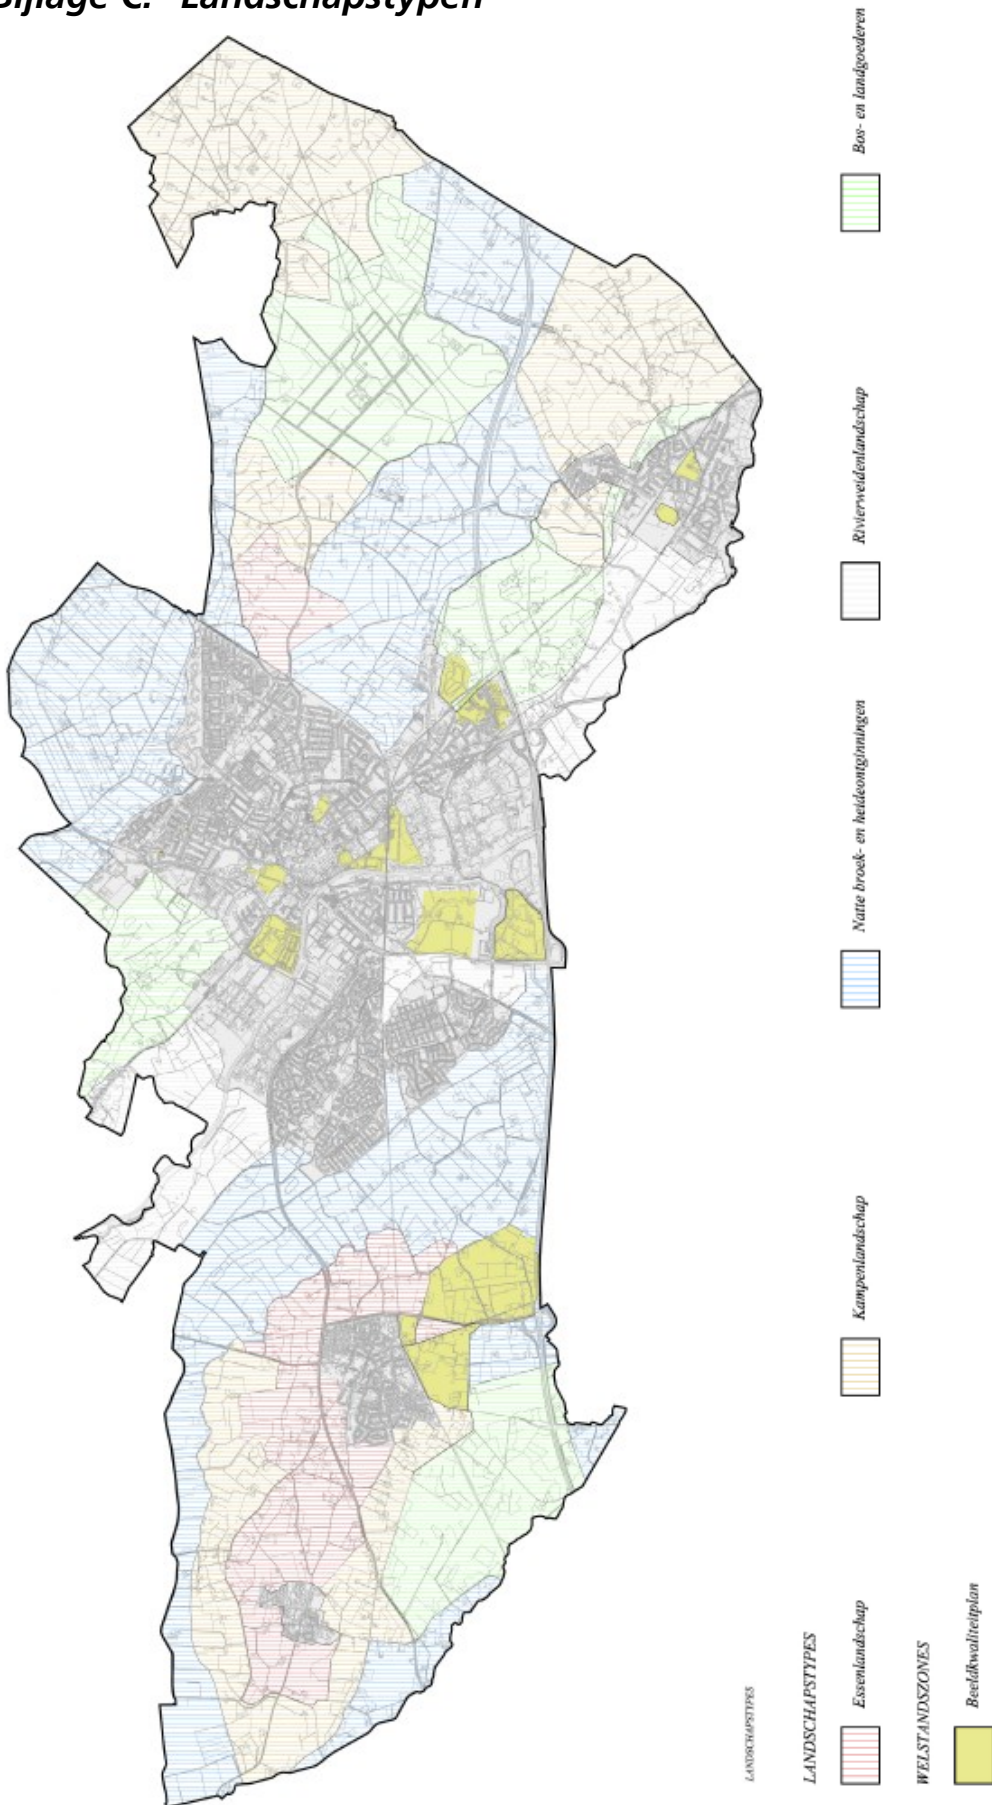 Bijlage C. Landschapstypen
LANDSCHAPSTYPES
LANDSCHAPSTYPES
Essenlandschap
Kampenlandschap
Natte broek- en heideontginningen
Rivierweidenlandschap
Bos- en landgoederen
WELSTANDSZONES
Beeldkwaliteitplan